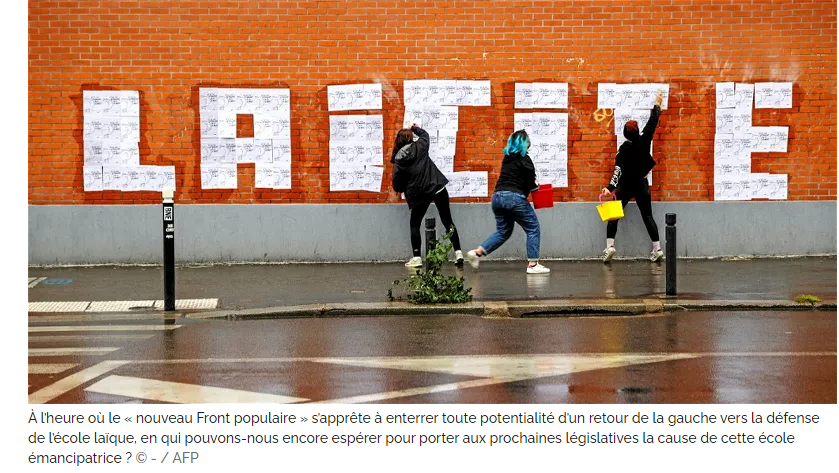 LAiCiTE
À l'heure où le « nouveau Front populaire » s'apprête à enterrer toute potentialité d'un retour de la gauche vers la défense
de l'école laïque, en qui pouvons-nous encore espérer pour porter aux prochaines législatives la cause de cette école
émancipatrice ? © - / AFP